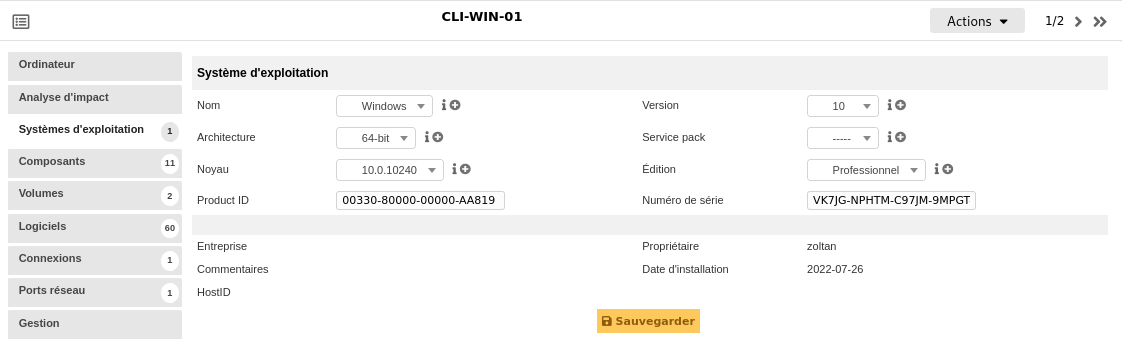 CLI-WIN-01
Actions
1/2
Ordinateur
Analyse d'impact
Systèmes d'exploitation 1
Composants 11
Volumes 2
Logiciels 60
Connexions 1
Ports réseau 1
Gestion
Système d'exploitation
Nom Windows Version 10
Architecture 64-bit Service pack -----
Noyau 10.0.10240 Édition Professionnel
Product ID 00330-80000-00000-AA819 Numéro de série VK7JG-NPHTM-C97JM-9MPGT
Entreprise Propriétaire zoltan
Commentaires Date d'installation 2022-07-26
HostID
Sauvegarder